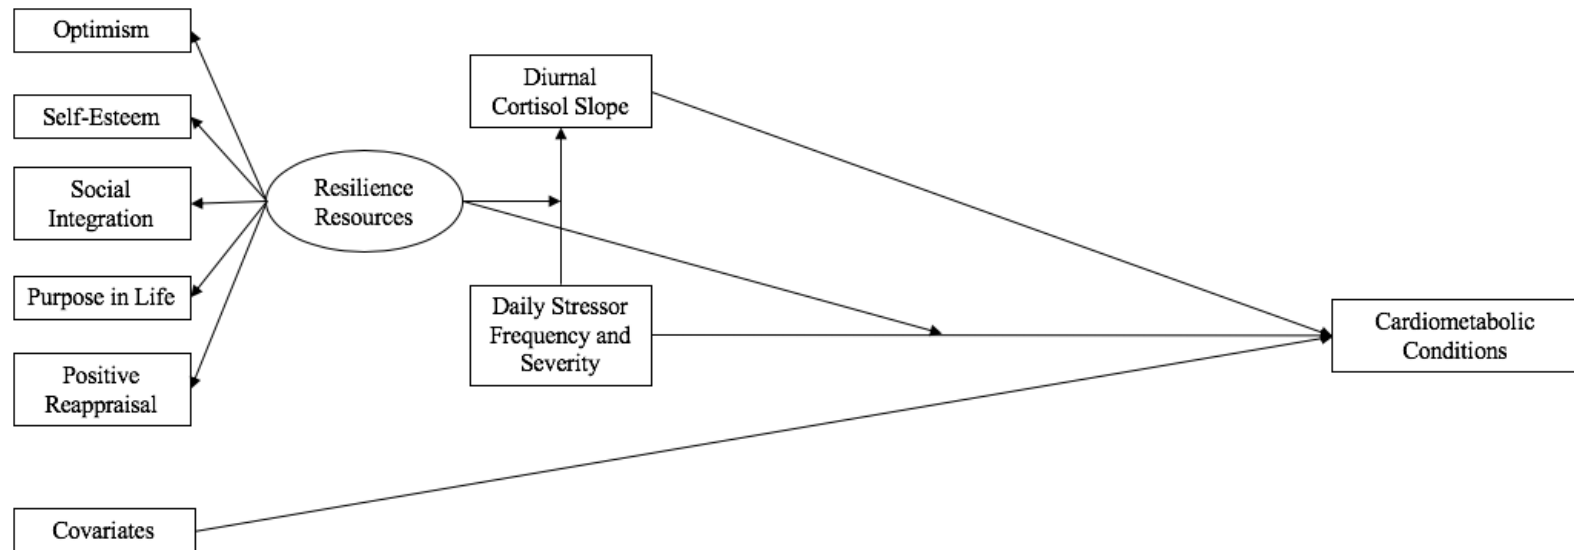 Optimism
Self-Esteem
Social
Integration
Purpose in Life
Positive
Reappraisal
Covariates
Resilience
Resources
Diurnal
Cortisol Slope
Daily Stressor
Frequency and
Severity
Cardiometabolic
Conditions